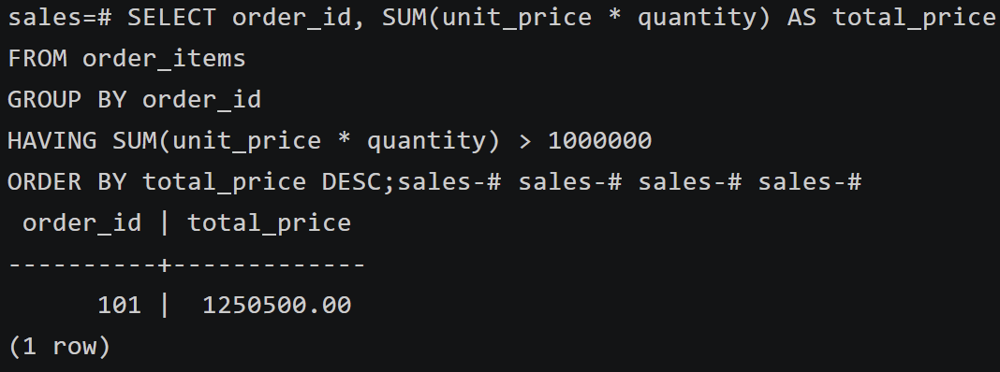 sales=# SELECT order_id, SUM(unit_price * quantity) AS total_price
FROM order_items
GROUP BY order_id
HAVING SUM(unit_price * quantity) > 1000000
ORDER BY total_price DESC;sales-# sales-# sales-# sales-#
 order_id | total_price
----------+-------------
      101 |  1250500.00
(1 row)